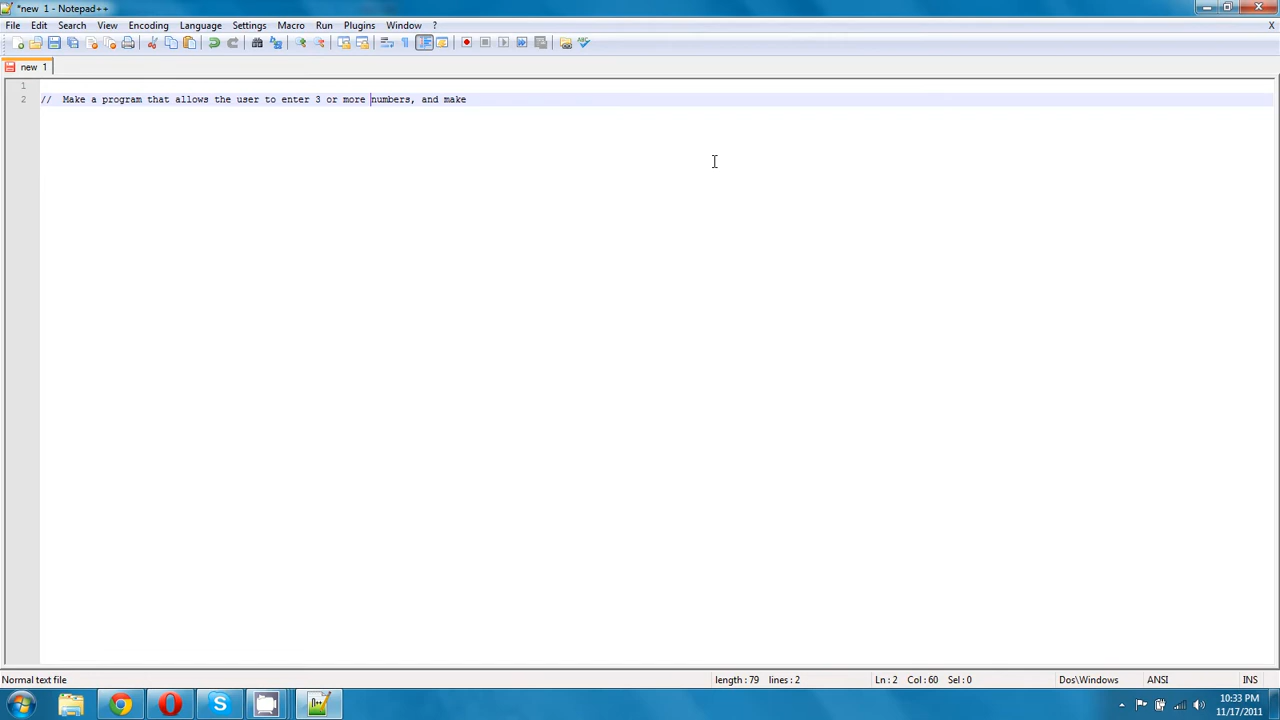 *new 1 - Notepad++
File Edit Search View Encoding Language Settings Macro Run Plugins Window ?
X
new 1
1
2 // Make a program that allows the user to enter 3 or more numbers, and make
Normal text file length : 79 lines : 2 Ln : 2 Col : 60 Sel : 0 Dos\Windows ANSI INS
10:33 PM
11/17/2011